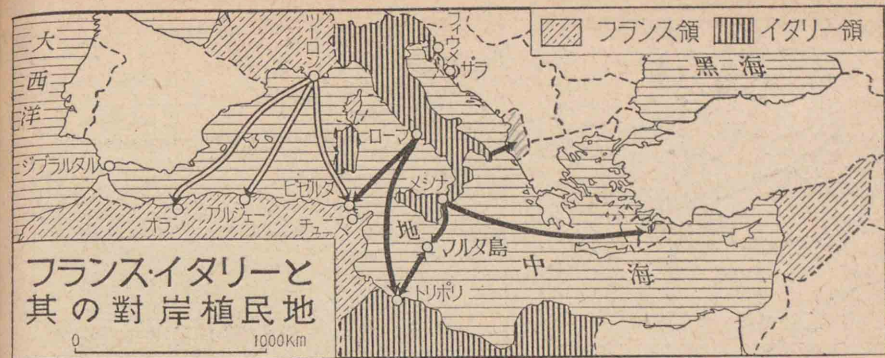 フランス領
イタリー領
大西洋
ツーロン
フィウメ
ザラ
黒海
ローマ
ジブラルタル
ビゼルタ
メシナ
オラン
アルジェー
チュニス
地中海
マルタ島
トリポリ
フランス・イタリーと
其の對岸植民地
0 1000Km